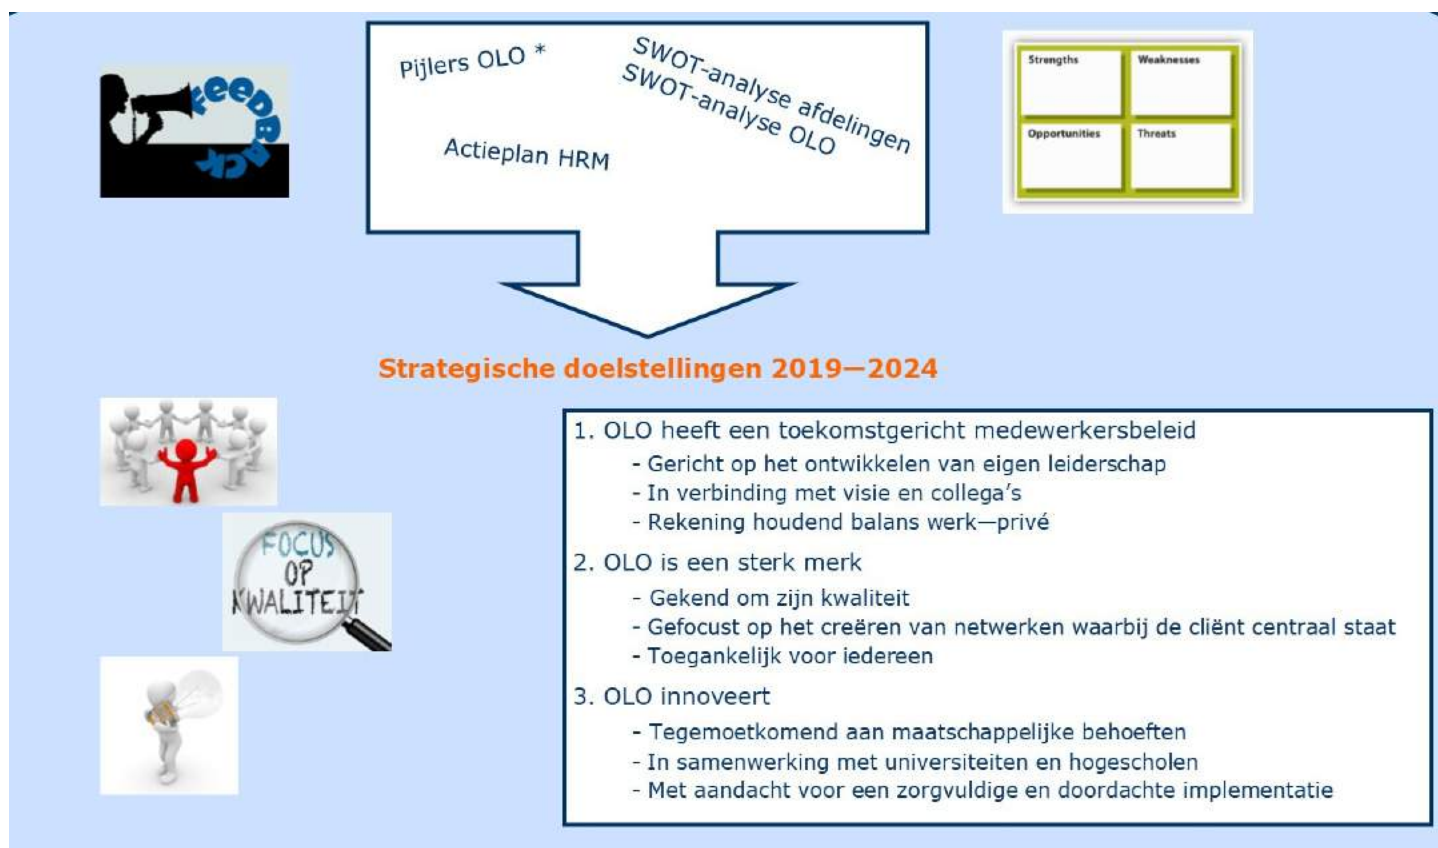 FEEDBACK
Pijlers OLO *
SWOT-analyse afdelingen
SWOT-analyse OLO
Actieplan HRM
Strengths
Weaknesses
Opportunities
Threats
Strategische doelstellingen 2019—2024
1. OLO heeft een toekomstgericht medewerkersbeleid
- Gericht op het ontwikkelen van eigen leiderschap
- In verbinding met visie en collega's
- Rekening houdend balans werk—privé
2. OLO is een sterk merk
- Gekend om zijn kwaliteit
- Gefocust op het creëren van netwerken waarbij de cliënt centraal staat
- Toegankelijk voor iedereen
3. OLO innoveert
- Tegemoetkomend aan maatschappelijke behoeften
- In samenwerking met universiteiten en hogescholen
- Met aandacht voor een zorgvuldige en doordachte implementatie
FOCUS
OP
KWALITEIT